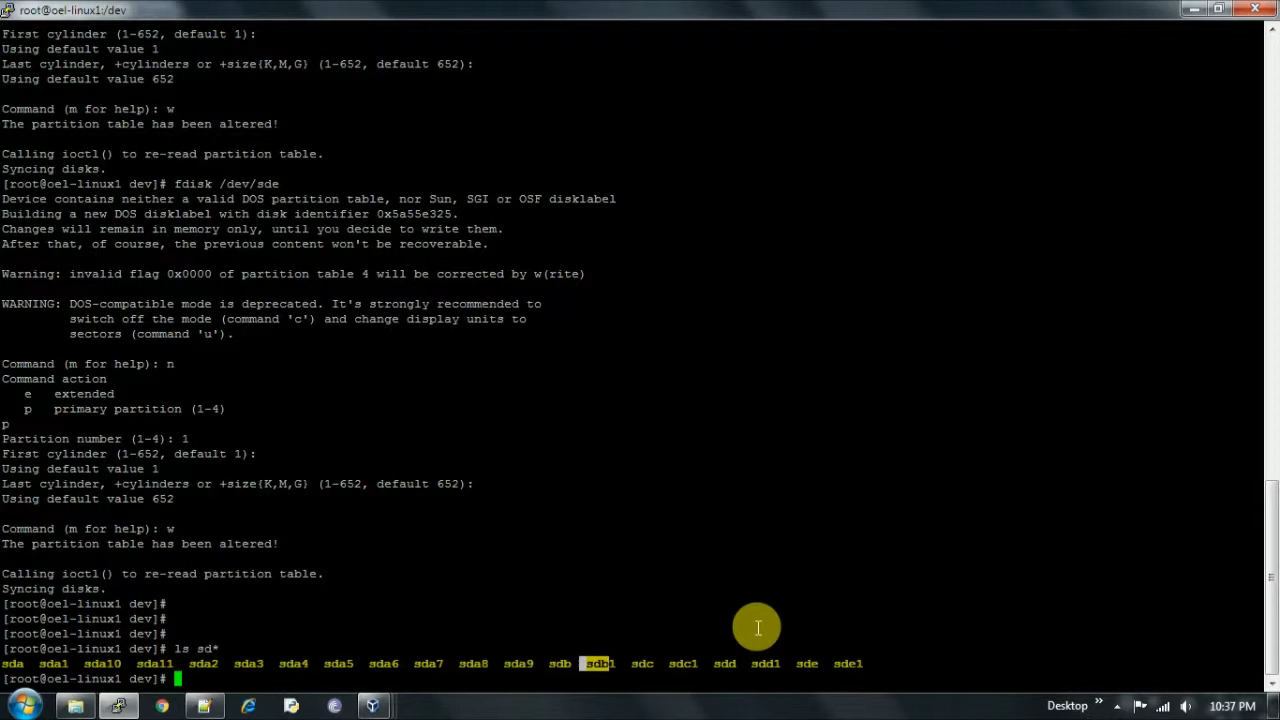 root@oel-linux1:/dev
First cylinder (1-652, default 1):
Using default value 1
Last cylinder, +cylinders or +size{K,M,G} (1-652, default 652):
Using default value 652
Command (m for help): w
The partition table has been altered!
Calling ioctl() to re-read partition table.
Syncing disks.
[root@oel-linux1 dev]# fdisk /dev/sde
Device contains neither a valid DOS partition table, nor Sun, SGI or OSF disklabel
Building a new DOS disklabel with disk identifier 0x5a55e325.
Changes will remain in memory only, until you decide to write them.
After that, of course, the previous content won't be recoverable.
Warning: invalid flag 0x0000 of partition table 4 will be corrected by w(rite)
WARNING: DOS-compatible mode is deprecated. It's strongly recommended to
switch off the mode (command 'c') and change display units to
sectors (command 'u').
Command (m for help): n
Command action
e   extended
p   primary partition (1-4)
p
Partition number (1-4): 1
First cylinder (1-652, default 1):
Using default value 1
Last cylinder, +cylinders or +size{K,M,G} (1-652, default 652):
Using default value 652
Command (m for help): w
The partition table has been altered!
Calling ioctl() to re-read partition table.
Syncing disks.
[root@oel-linux1 dev]#
[root@oel-linux1 dev]#
[root@oel-linux1 dev]#
[root@oel-linux1 dev]# ls sd*
sda  sda1  sda10  sda11  sda2  sda3  sda4  sda5  sda6  sda7  sda8  sda9  sdb  sdb1  sdc  sdc1  sdd  sdd1  sde  sde1
[root@oel-linux1 dev]#
Desktop » 10:37 PM